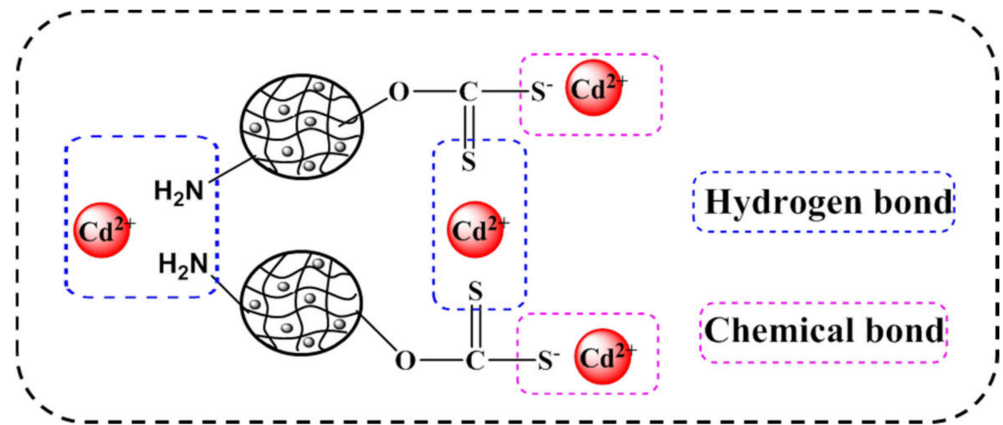 O C S⁻ Cd²⁺
S
H₂N
Cd²⁺ Cd²⁺ Hydrogen bond
H₂N
S
Chemical bond
O C S⁻ Cd²⁺